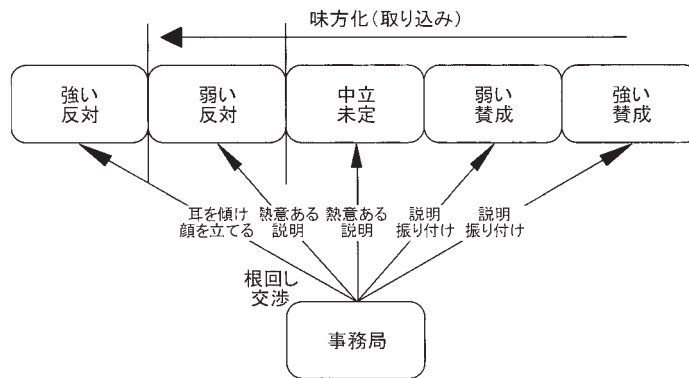 味方化(取り込み)
強い
反対
弱い
反対
中立
未定
弱い
賛成
強い
賛成
耳を傾け
顔を立てる
熱意ある
説明
熱意ある
説明
説明
振り付け
説明
振り付け
根回し
交渉
事務局